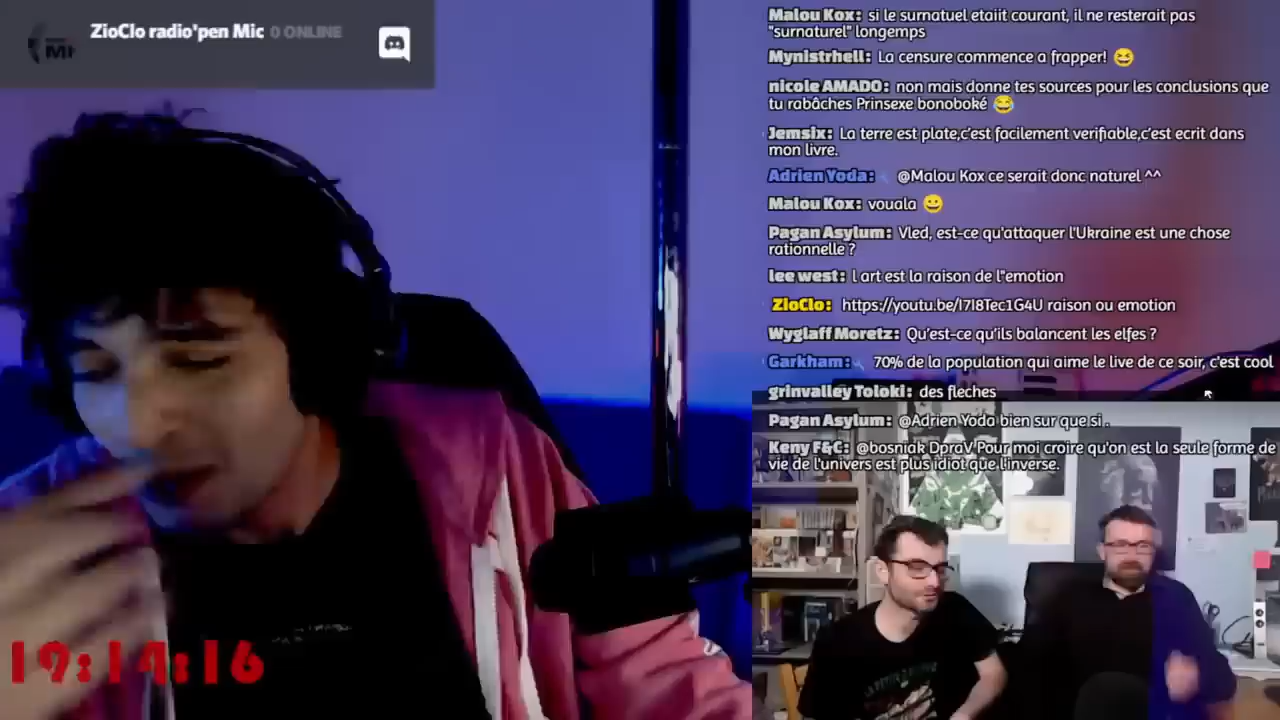 ZioClo radio'pen Mic 0 ONLINE
Malou Kox: si le surnatuel etaiit courant, il ne resterait pas
"surnaturel" longemps
Mynistrhell: La censure commence a frapper! 😆
nicole AMADO: non mais donne tes sources pour les conclusions que
tu rabâches Prinsexe bonoboké 😂
Jemsix: La terre est plate,c'est facilement verifiable,c'est ecrit dans
mon livre.
Adrien Yoda: @Malou Kox ce serait donc naturel ^^
Malou Kox: vouala 😀
Pagan Asylum: Vled, est-ce qu'attaquer l'Ukraine est une chose
rationnelle ?
lee west: l art est la raison de l"emotion
ZioClo: https://youtu.be/I7I8Tec1G4U raison ou emotion
Wyglaff Moretz: Qu'est-ce qu'ils balancent les elfes ?
Garkham: 70% de la population qui aime le live de ce soir, c'est cool
grinvalley Toloki: des fleches
Pagan Asylum: @Adrien Yoda bien sur que si .
Keny F&C: @bosniak DpraV Pour moi croire qu'on est la seule forme de
vie de l'univers est plus idiot que l'inverse.
19:14:16